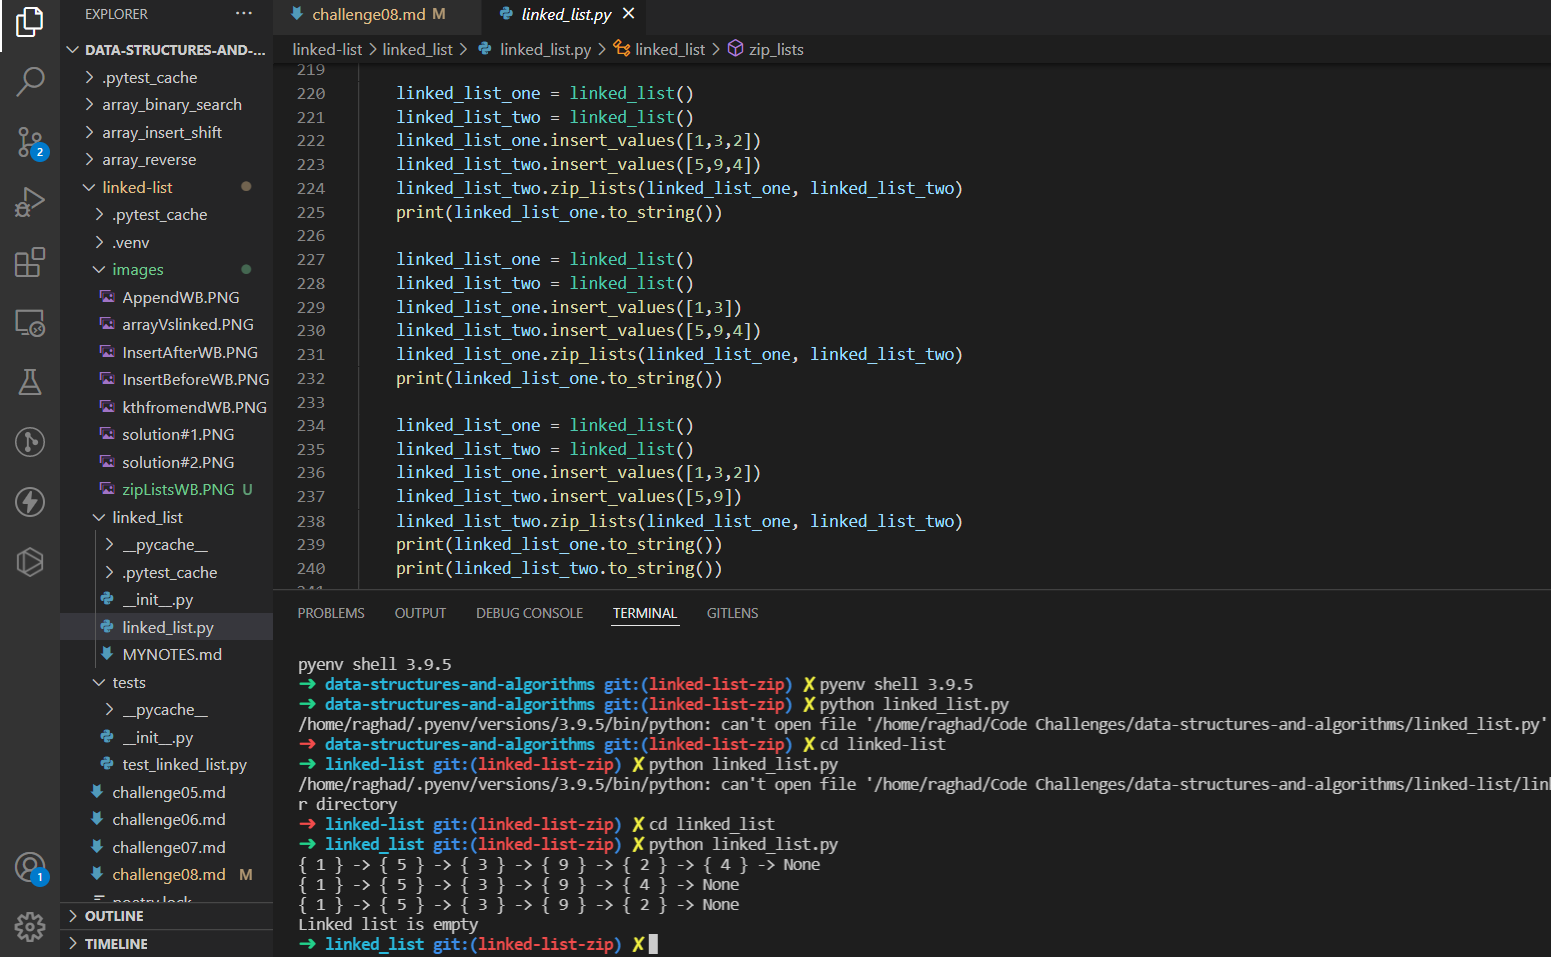 EXPLORER ···
DATA-STRUCTURES-AND-...
.pytest_cache
array_binary_search
array_insert_shift
array_reverse
linked-list
.pytest_cache
.venv
images
AppendWB.PNG
arrayVslinked.PNG
InsertAfterWB.PNG
InsertBeforeWB.PNG
kthfromendWB.PNG
solution#1.PNG
solution#2.PNG
zipListsWB.PNG U
linked_list
__pycache__
.pytest_cache
__init__.py
linked_list.py
MYNOTES.md
tests
__pycache__
__init__.py
test_linked_list.py
challenge05.md
challenge06.md
challenge07.md
challenge08.md M
poetry.lock
OUTLINE
TIMELINE
2
1
challenge08.md M linked_list.py
linked-list > linked_list > linked_list.py > linked_list > zip_lists
219
220 linked_list_one = linked_list()
221 linked_list_two = linked_list()
222 linked_list_one.insert_values([1,3,2])
223 linked_list_two.insert_values([5,9,4])
224 linked_list_two.zip_lists(linked_list_one, linked_list_two)
225 print(linked_list_one.to_string())
226
227 linked_list_one = linked_list()
228 linked_list_two = linked_list()
229 linked_list_one.insert_values([1,3])
230 linked_list_two.insert_values([5,9,4])
231 linked_list_one.zip_lists(linked_list_one, linked_list_two)
232 print(linked_list_one.to_string())
233
234 linked_list_one = linked_list()
235 linked_list_two = linked_list()
236 linked_list_one.insert_values([1,3,2])
237 linked_list_two.insert_values([5,9])
238 linked_list_two.zip_lists(linked_list_one, linked_list_two)
239 print(linked_list_one.to_string())
240 print(linked_list_two.to_string())
241
PROBLEMS OUTPUT DEBUG CONSOLE TERMINAL GITLENS
pyenv shell 3.9.5
➜ data-structures-and-algorithms git:(linked-list-zip) ✗ pyenv shell 3.9.5
➜ data-structures-and-algorithms git:(linked-list-zip) ✗ python linked_list.py
/home/raghad/.pyenv/versions/3.9.5/bin/python: can't open file '/home/raghad/Code Challenges/data-structures-and-algorithms/linked_list.py'
➜ data-structures-and-algorithms git:(linked-list-zip) ✗ cd linked-list
➜ linked-list git:(linked-list-zip) ✗ python linked_list.py
/home/raghad/.pyenv/versions/3.9.5/bin/python: can't open file '/home/raghad/Code Challenges/data-structures-and-algorithms/linked-list/lin
r directory
➜ linked-list git:(linked-list-zip) ✗ cd linked_list
➜ linked_list git:(linked-list-zip) ✗ python linked_list.py
{ 1 } -> { 5 } -> { 3 } -> { 9 } -> { 2 } -> { 4 } -> None
{ 1 } -> { 5 } -> { 3 } -> { 9 } -> { 4 } -> None
{ 1 } -> { 5 } -> { 3 } -> { 9 } -> { 2 } -> None
Linked list is empty
➜ linked_list git:(linked-list-zip) ✗